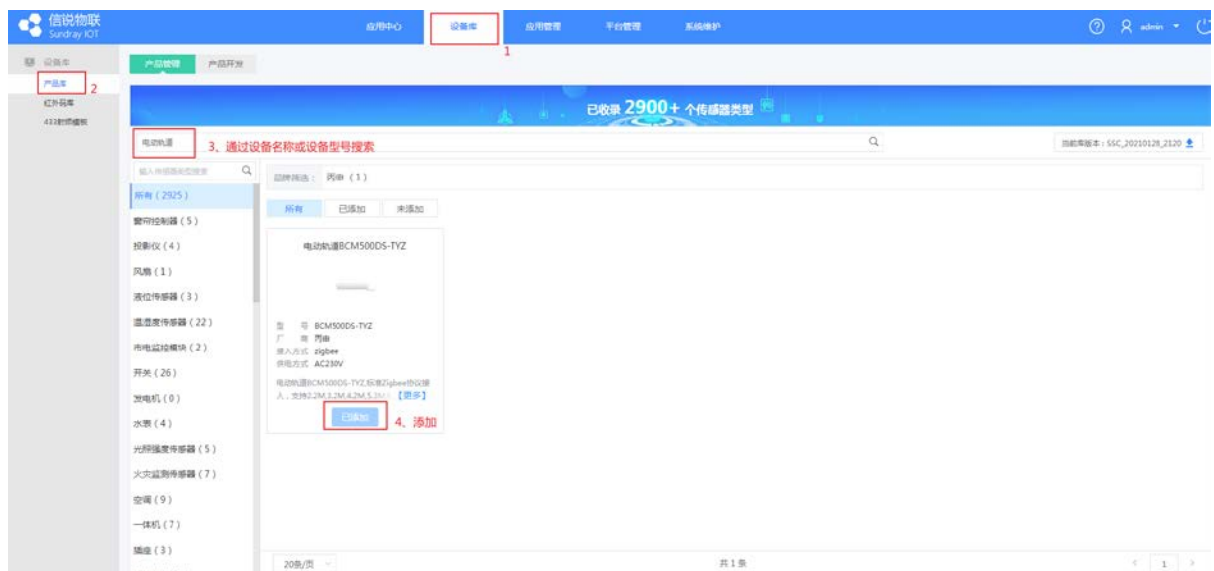 信锐物联
Sundray IOT
应用中心
设备库
应用管理
平台管理
系统维护
admin
1
设备库
产品库
2
红外码库
产品管理
产品开发
已收录 2900+ 个传感器类型
电动轨道
3、通过设备名称或设备型号搜索
当前库版本：SSC_20210128_2120
输入传感器类型搜索
品牌筛选： 丙申 ( 1 )
所有 ( 2925 )
窗帘控制器 ( 5 )
投影仪 ( 4 )
风扇 ( 1 )
液位传感器 ( 3 )
温湿度传感器 ( 22 )
市电监控模块 ( 2 )
开关 ( 26 )
发电机 ( 0 )
水表 ( 4 )
光照强度传感器 ( 5 )
火灾监测传感器 ( 7 )
空调 ( 9 )
一体机 ( 7 )
插座 ( 3 )
所有
已添加
未添加
电动轨道BCM500DS-TYZ
型 号 BCM500DS-TYZ
厂 商 丙申
接入方式 zigbee
供电方式 AC230V
电动轨道BCM500DS-TYZ,标准Zigbee协议接
入，支持2.2M,3.2M,4.2M,5.2M 【更多】
已添加
4、添加
20条/页
共 1 条
1